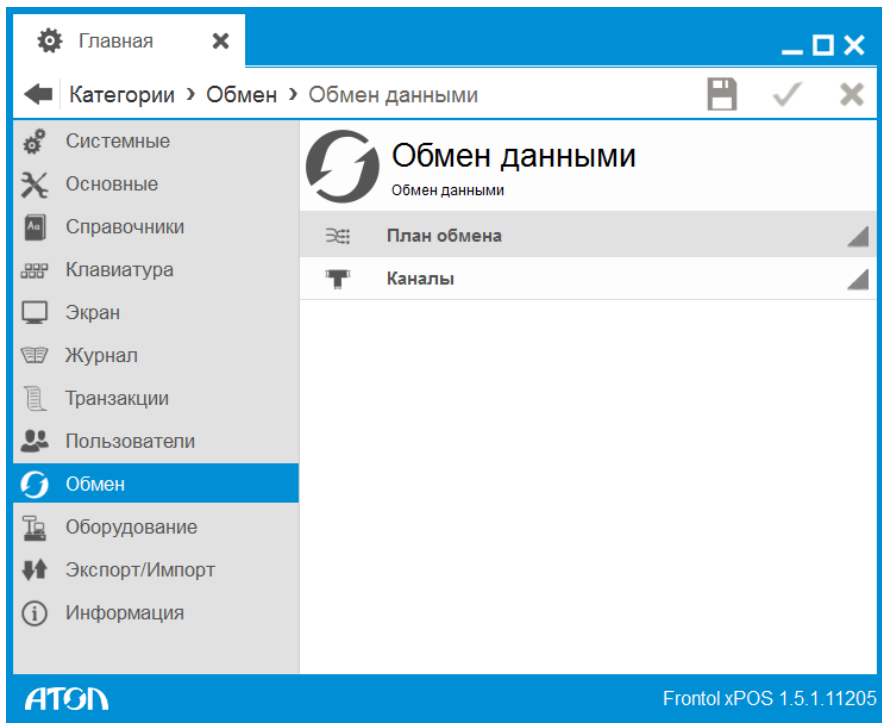 Главная
Категории › Обмен › Обмен данными
Системные
Основные
Справочники
Клавиатура
Экран
Журнал
Транзакции
Пользователи
Обмен
Оборудование
Экспорт/Импорт
Информация
Обмен данными
Обмен данными
План обмена
Каналы
АТОЛ
Frontol xPOS 1.5.1.11205